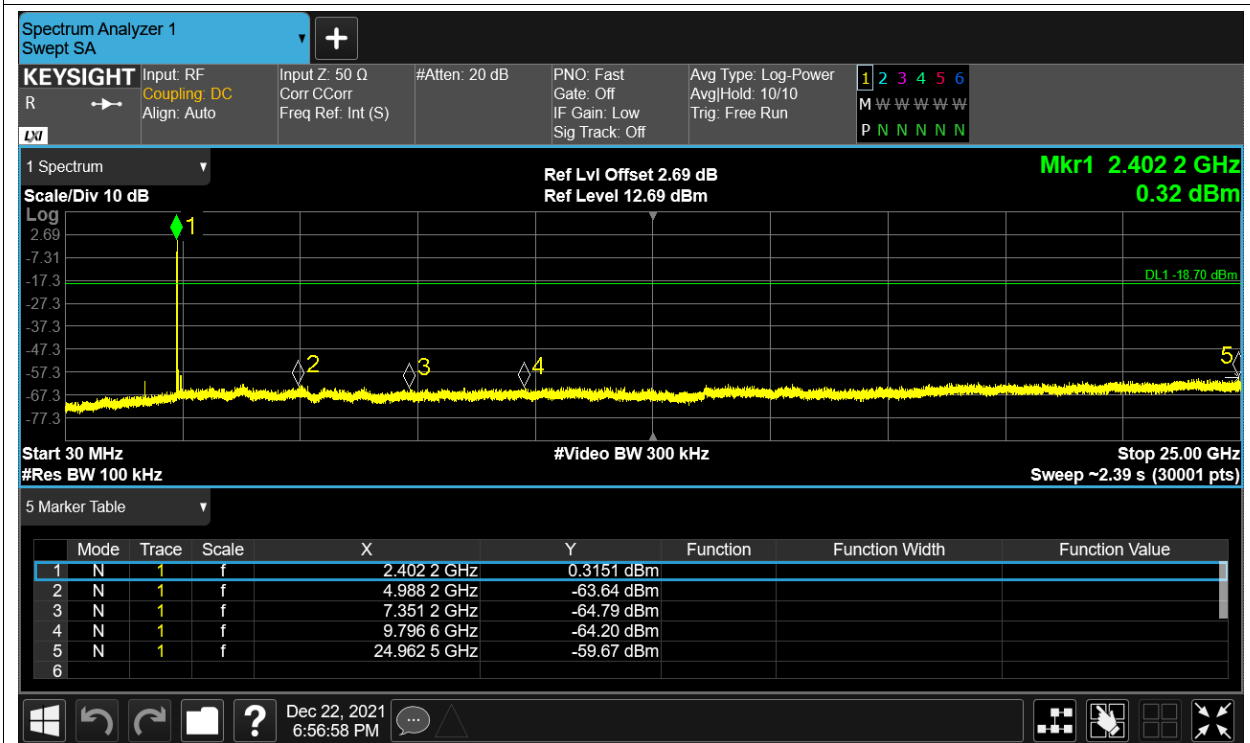 Spectrum Analyzer 1
Swept SA
KEYSIGHT Input: RF Input Z: 50 Ω #Atten: 20 dB PNO: Fast Avg Type: Log-Power 1 2 3 4 5 6
R Coupling: DC Corr CCorr Gate: Off Avg|Hold: 10/10 M W W W W W
Align: Auto Freq Ref: Int (S) IF Gain: Low Trig: Free Run
LXI Sig Track: Off P N N N N N
1 Spectrum Ref Lvl Offset 2.69 dB Mkr1 2.402 2 GHz
Scale/Div 10 dB Ref Level 12.69 dBm 0.32 dBm
Log
1
2.69
-7.31
-17.3 DL1 -18.70 dBm
-27.3
-37.3
-47.3
2 3 4 5
-57.3
-67.3
-77.3
Start 30 MHz #Video BW 300 kHz Stop 25.00 GHz
#Res BW 100 kHz Sweep ~2.39 s (30001 pts)
5 Marker Table
Mode Trace Scale X Y Function Function Width Function Value
1 N 1 f 2.402 2 GHz 0.3151 dBm
2 N 1 f 4.988 2 GHz -63.64 dBm
3 N 1 f 7.351 2 GHz -64.79 dBm
4 N 1 f 9.796 6 GHz -64.20 dBm
5 N 1 f 24.962 5 GHz -59.67 dBm
6
? Dec 22, 2021
6:56:58 PM